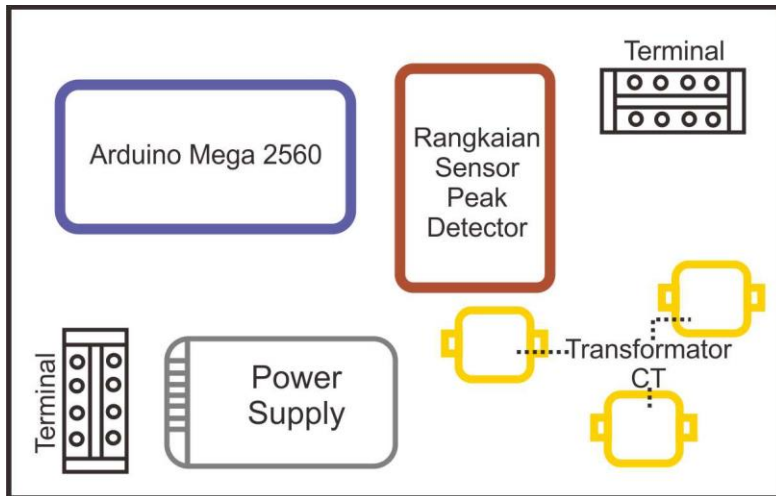 Terminal
Arduino Mega 2560
Rangkaian
Sensor
Peak
Detector
Transformator
CT
Terminal
Power
Supply